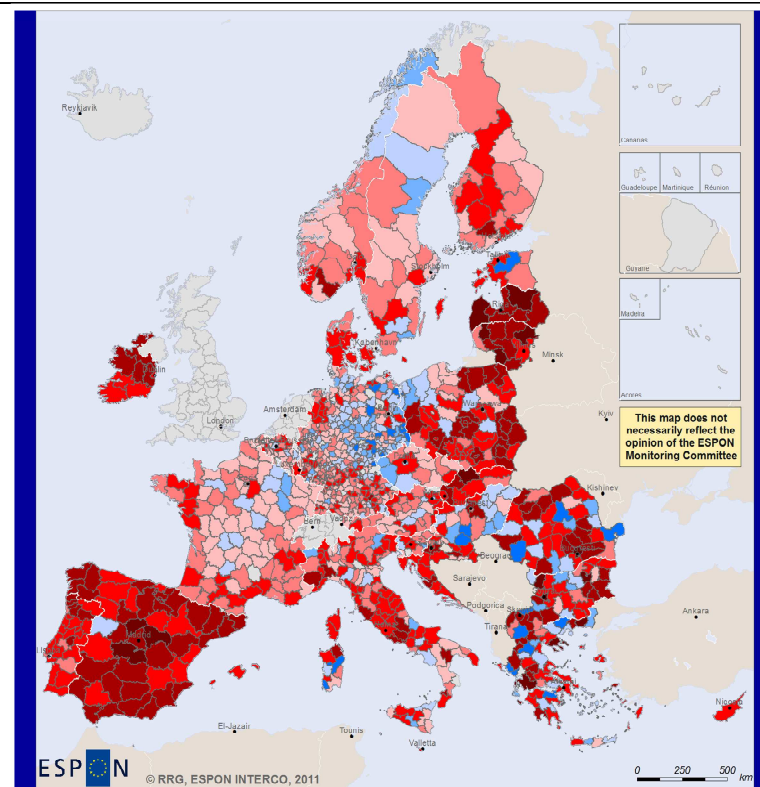 Reykjavik
Canarias
Guadeloupe
Martinique
Réunion
Guyane
Madeira
Acores
Stockholm
Riga
Minsk
København
Dublin
Amsterdam
London
Warszawa
Kyiv
This map does not
necessarily reflect the
opinion of the ESPON
Monitoring Committee
Kishinev
Bern
Vaduz
Beograd
Sarajevo
Podgorica
Tirana
Ankara
Madrid
El-Jazair
Tounis
Valletta
ESPON
© RRG, ESPON INTERCO, 2011
0 250 500
km